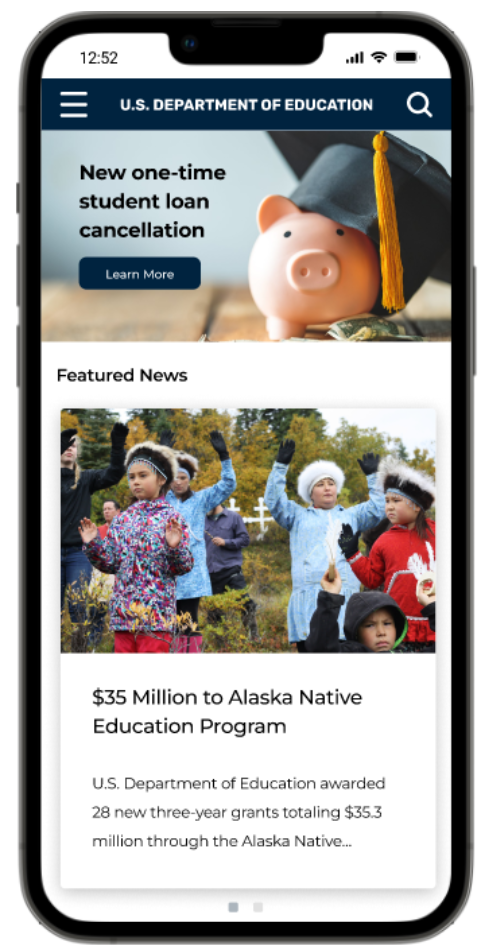 12:52
U.S. DEPARTMENT OF EDUCATION
New one-time
student loan
cancellation
Learn More
Featured News
$35 Million to Alaska Native
Education Program
U.S. Department of Education awarded
28 new three-year grants totaling $35.3
million through the Alaska Native...